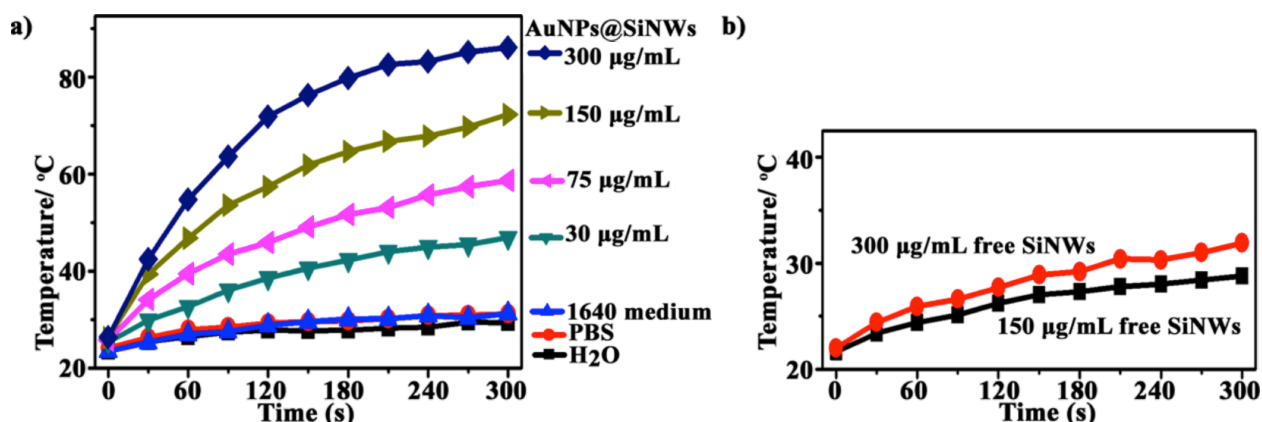 a)
AuNPs@SiNWs
300 µg/mL
150 µg/mL
75 µg/mL
30 µg/mL
1640 medium
PBS
H2O
Temperature/ °C
80
60
40
20
0 60 120 180 240 300
Time (s)
b)
Temperature/ °C
40
30
20
300 µg/mL free SiNWs
150 µg/mL free SiNWs
0 60 120 180 240 300
Time (s)